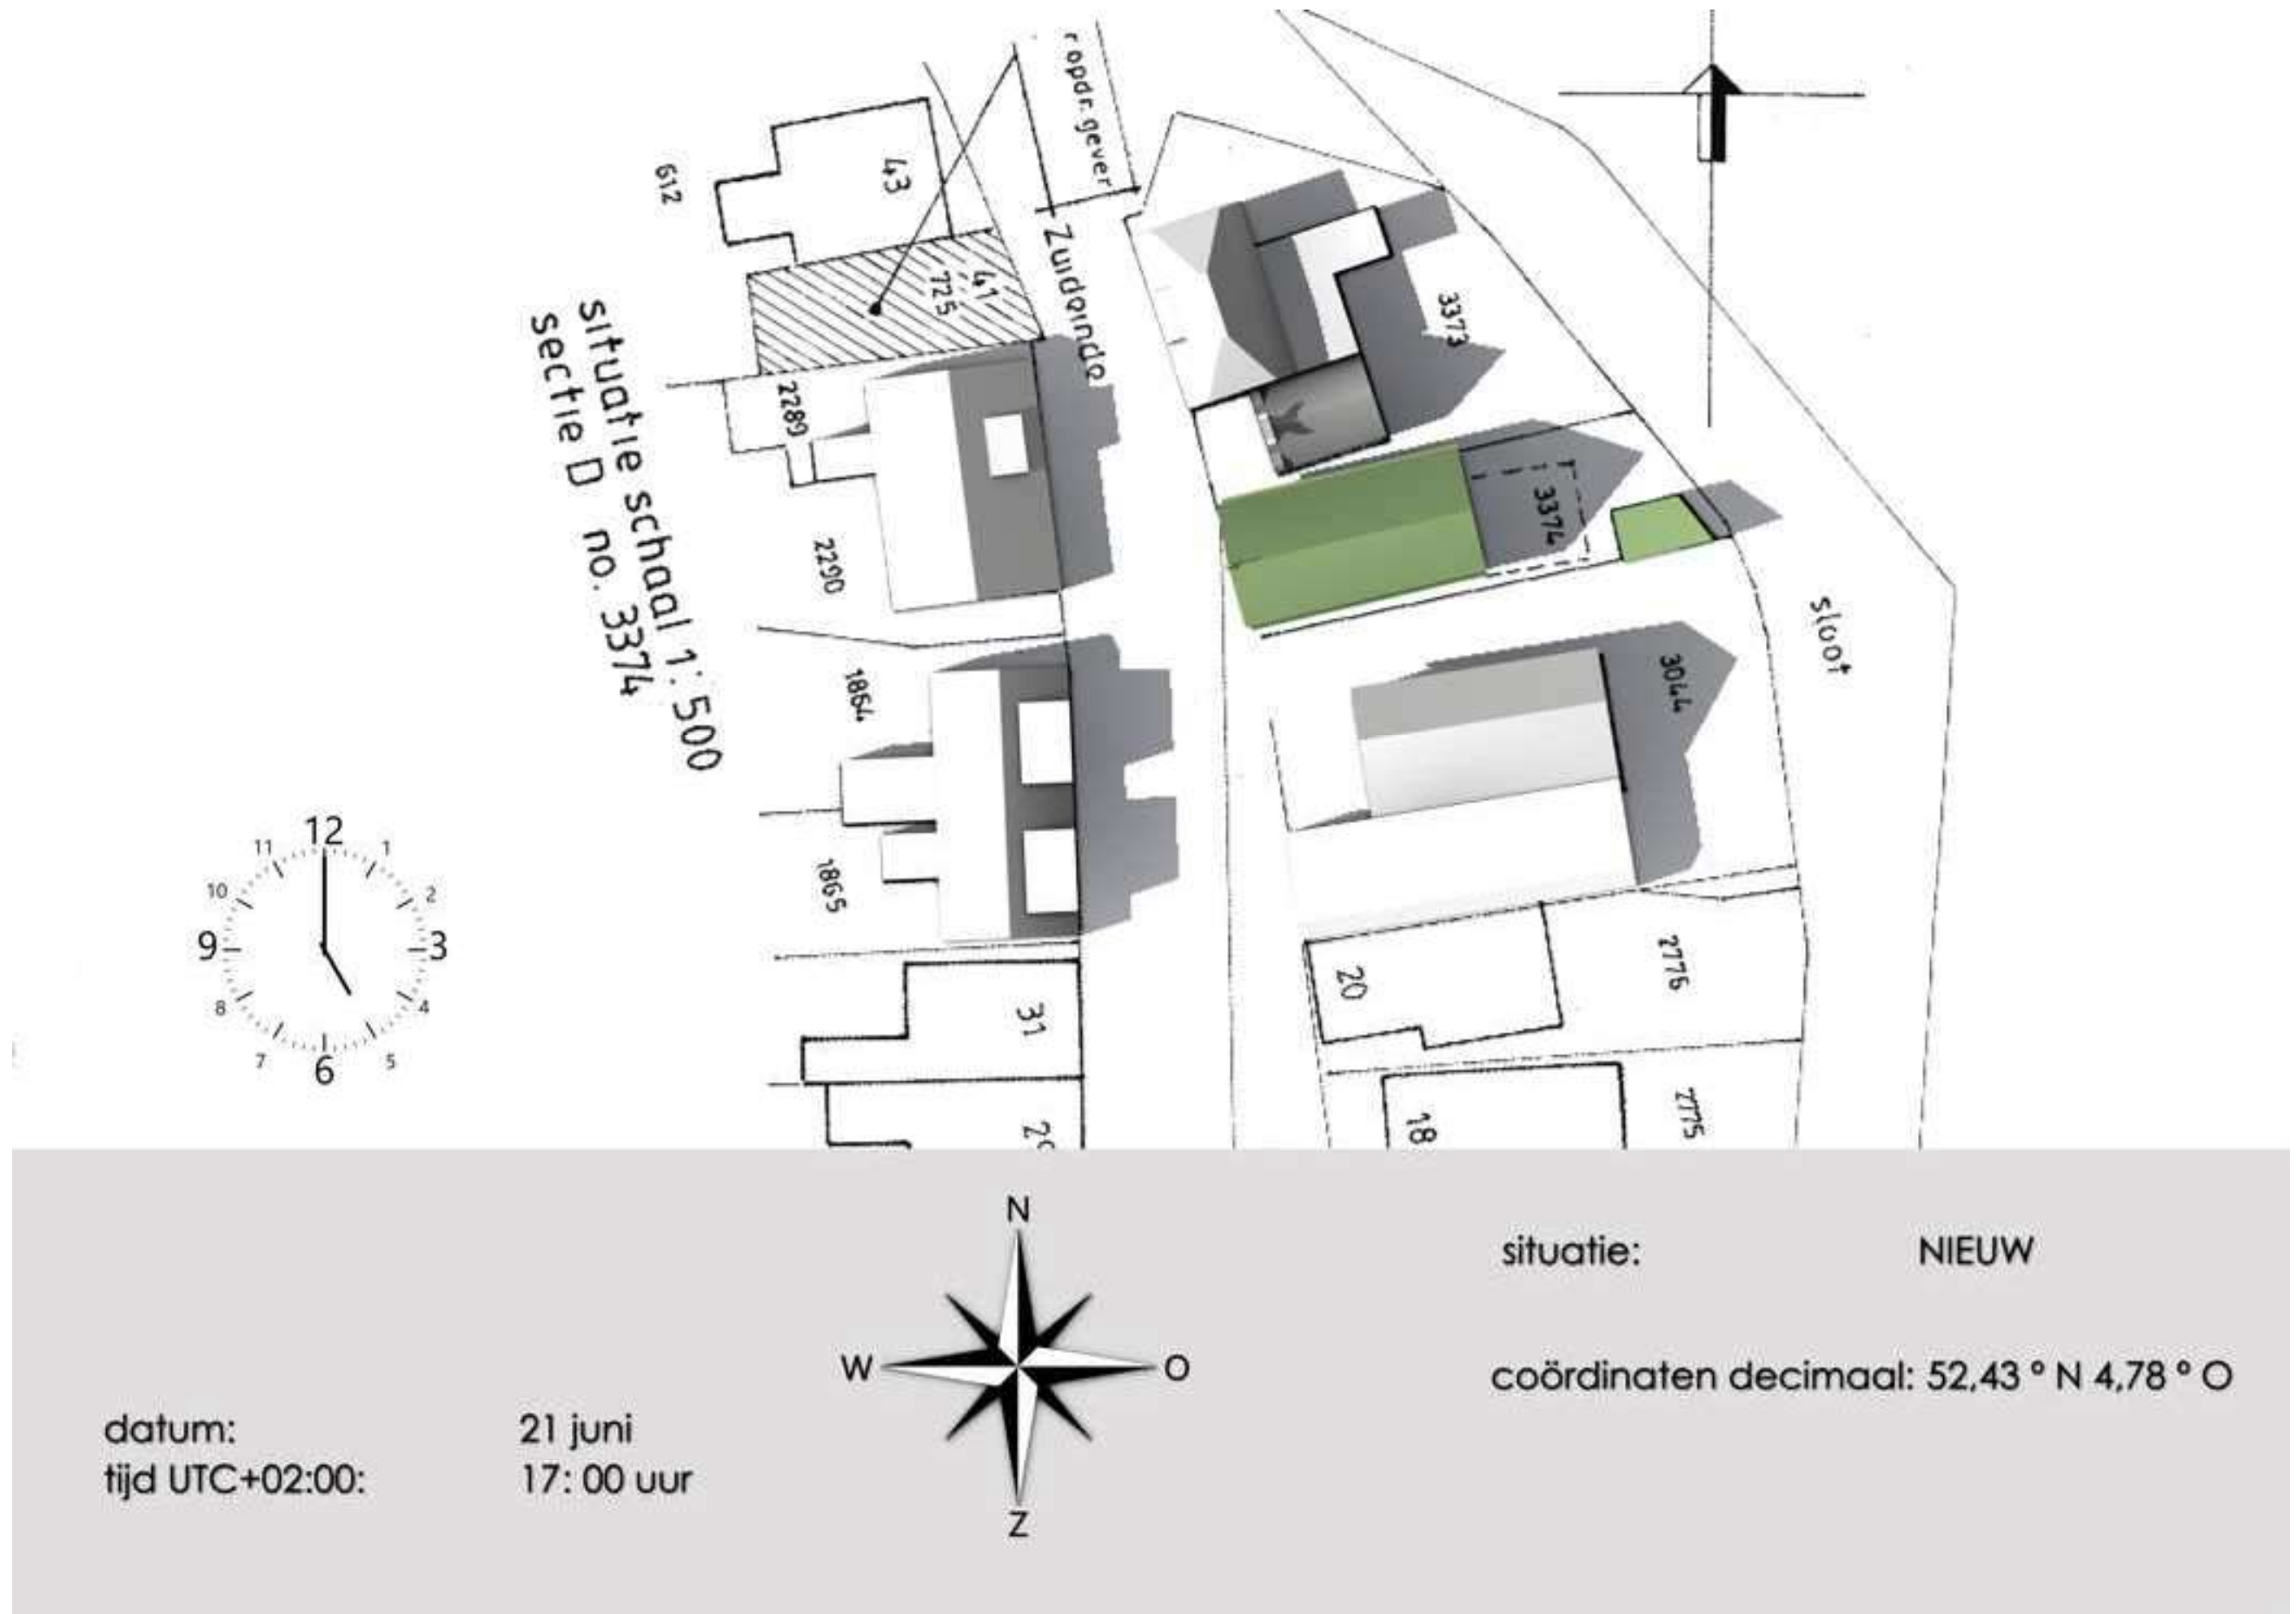 r opdr. gever
612
43
41
725
Zuideinde
3373
situatie schaal 1: 500
sectie D no. 3374
2289
2290
3374
sloot
1864
3044
1865
12
11
1
10
2
9
3
8
4
7
5
6
31
20
2776
18
2775
N
W
O
Z
situatie: NIEUW
coördinaten decimaal: 52,43 º N 4,78 º O
datum: 21 juni
tijd UTC+02:00: 17: 00 uur